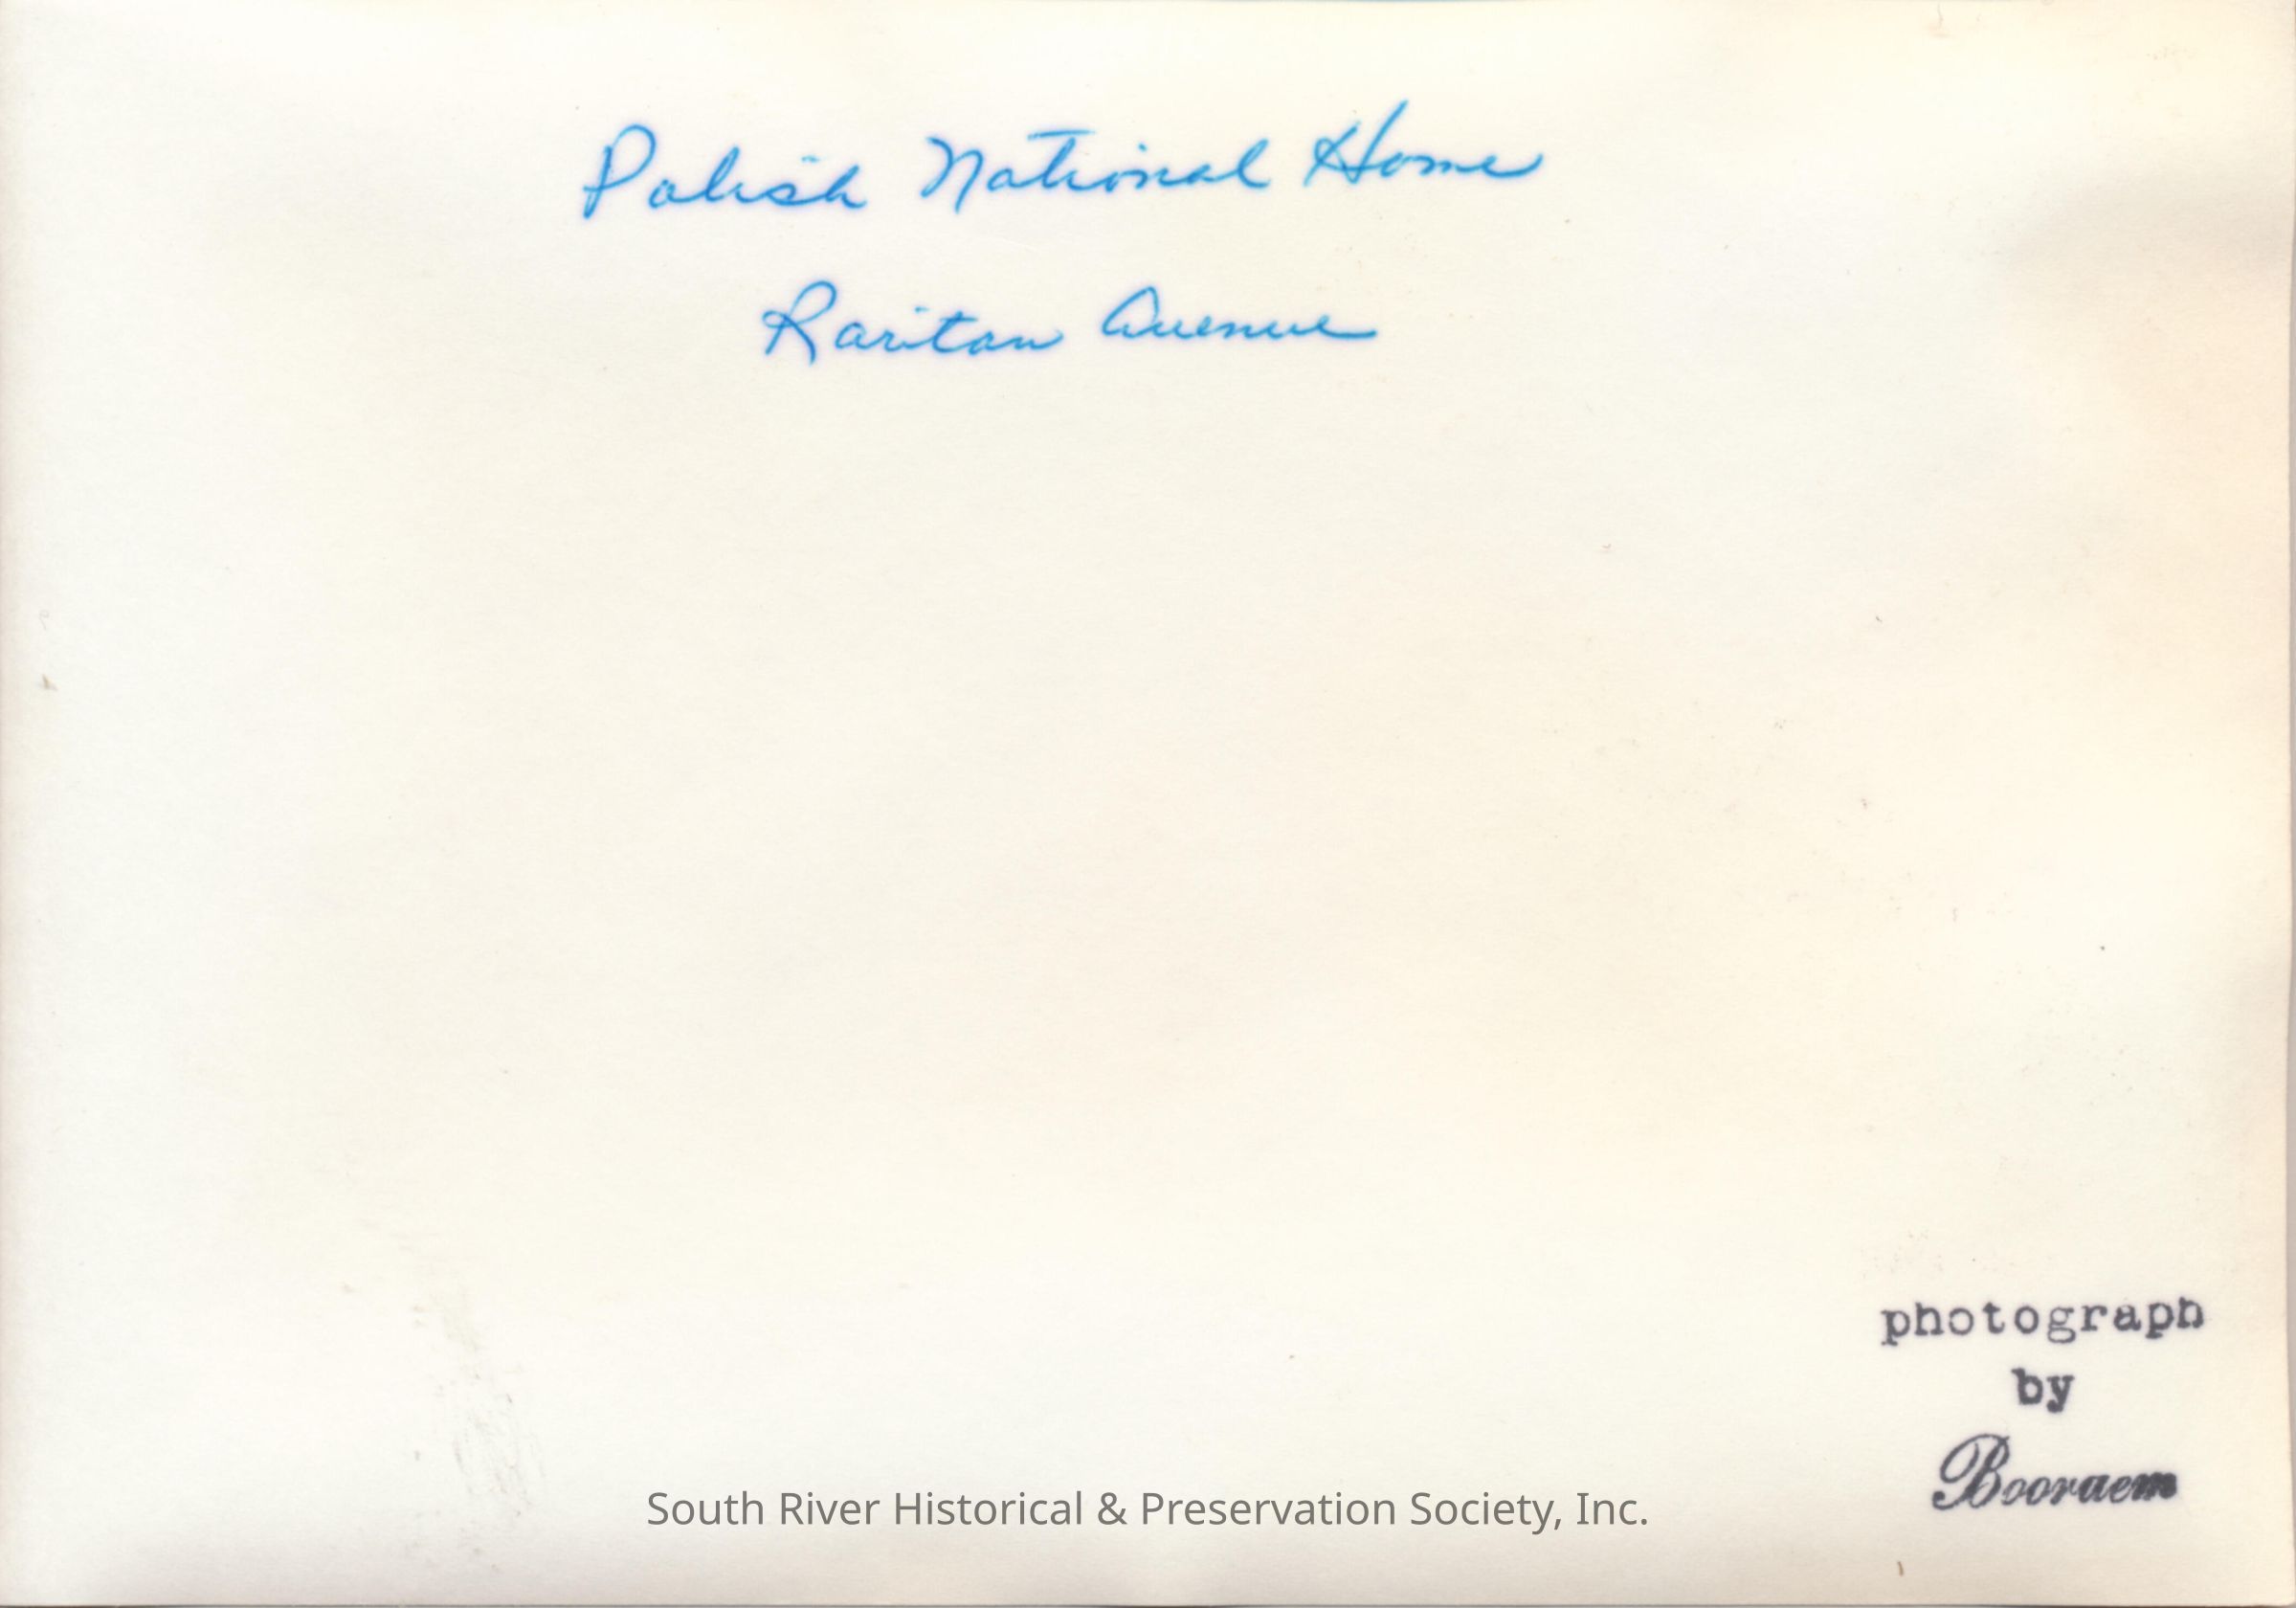 Polish National Home
Raritan Avenue
photograph
by
Booraem
South River Historical & Preservation Society, Inc.